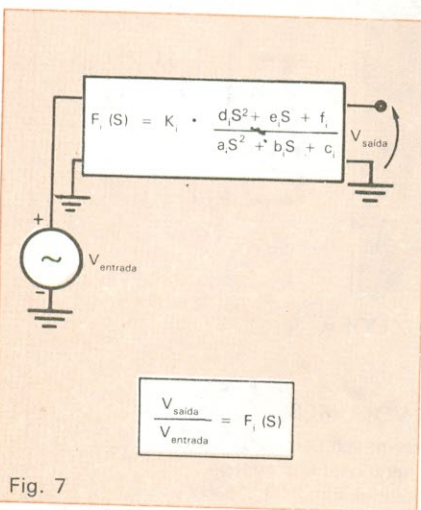 F_i (S) = K_i · (d_iS² + e_iS + f_i) / (a_iS² + b_iS + c_i)
V_saída
+
~
V_entrada
-
V_saída / V_entrada = F_i (S)
Fig. 7